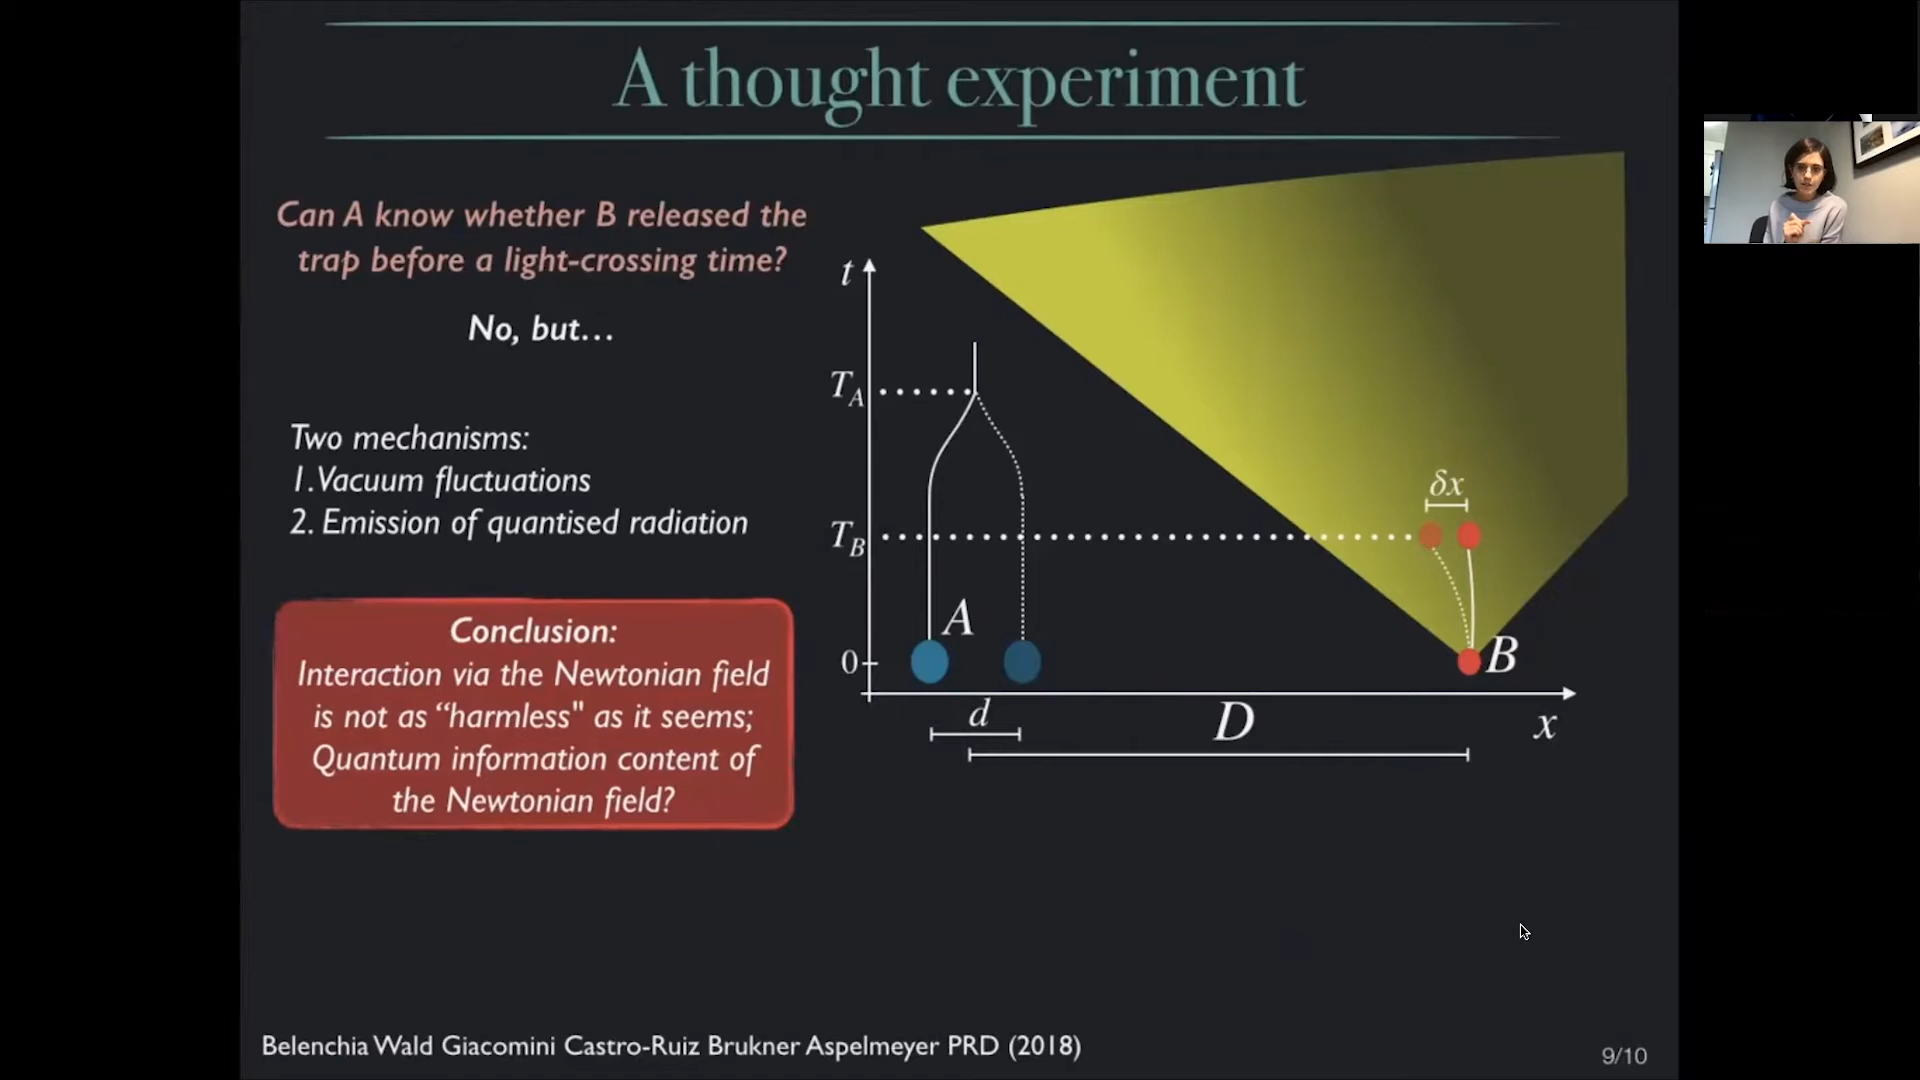 A thought experiment
Can A know whether B released the
trap before a light-crossing time?
No, but…
Two mechanisms:
1. Vacuum fluctuations
2. Emission of quantised radiation
Conclusion:
Interaction via the Newtonian field
is not as “harmless" as it seems;
Quantum information content of
the Newtonian field?
t
T_A
T_B
0
A
B
δx
d
D
x
Belenchia Wald Giacomini Castro-Ruiz Brukner Aspelmeyer PRD (2018)
9/10